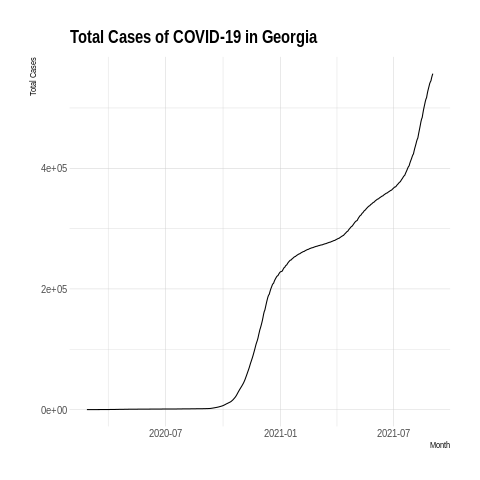 Total Cases of COVID-19 in Georgia
Total Cases
4e+05
2e+05
0e+00
2020-07 2021-01 2021-07
Month